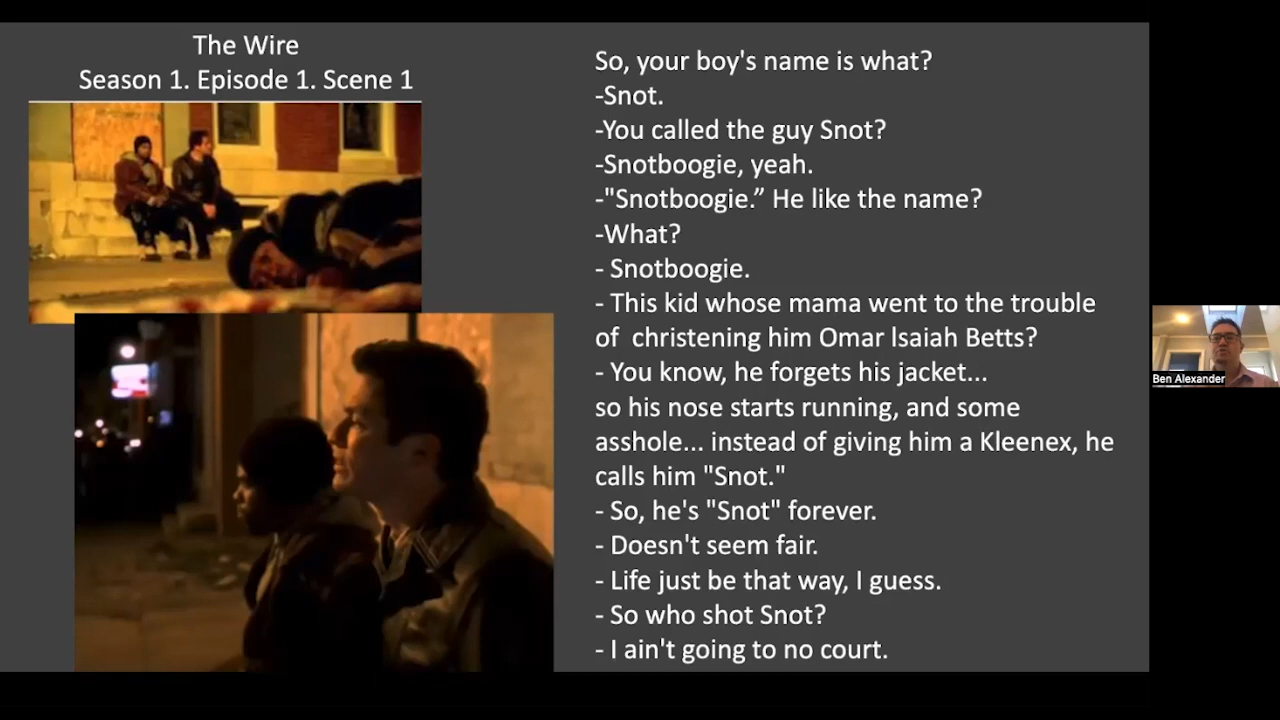 The Wire
Season 1. Episode 1. Scene 1
So, your boy's name is what?
-Snot.
-You called the guy Snot?
-Snotboogie, yeah.
-"Snotboogie.” He like the name?
-What?
- Snotboogie.
- This kid whose mama went to the trouble
of  christening him Omar Isaiah Betts?
- You know, he forgets his jacket...
so his nose starts running, and some
asshole... instead of giving him a Kleenex, he
calls him "Snot."
- So, he's "Snot" forever.
- Doesn't seem fair.
- Life just be that way, I guess.
- So who shot Snot?
- I ain't going to no court.
Ben Alexander